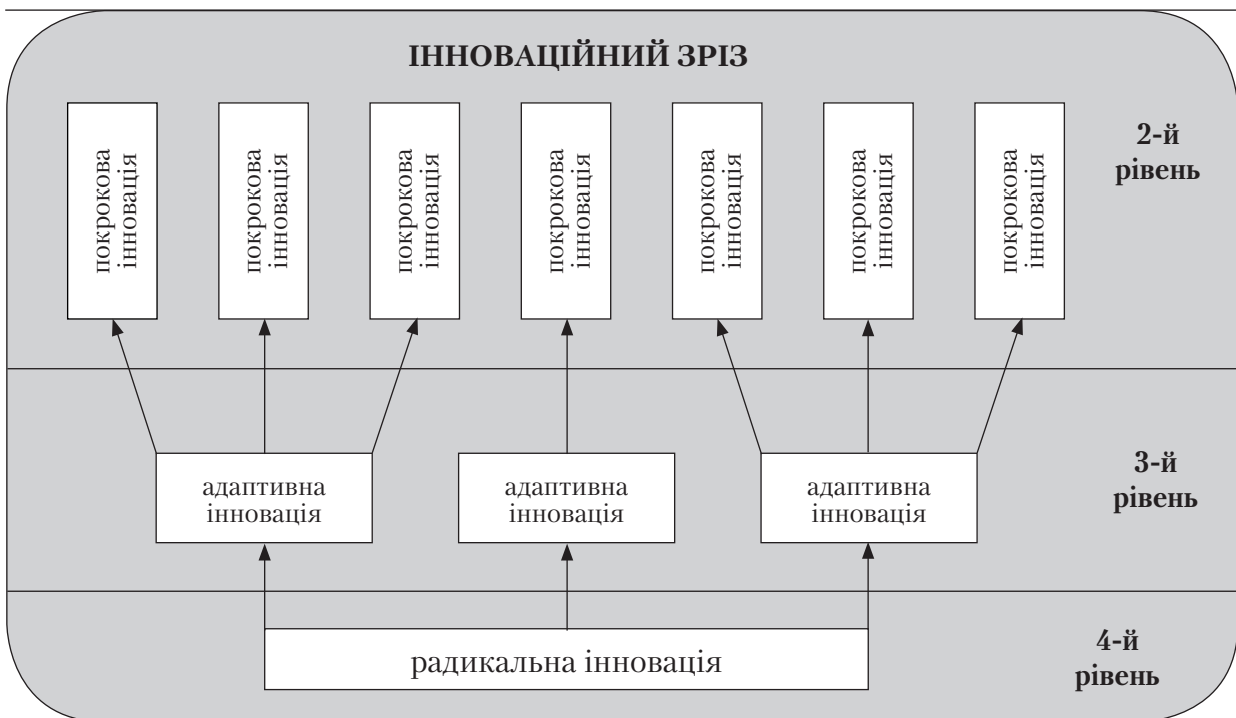 ІННОВАЦІЙНИЙ ЗРІЗ
покрокова
інновація
покрокова
інновація
покрокова
інновація
покрокова
інновація
покрокова
інновація
покрокова
інновація
покрокова
інновація
2-й
рівень
адаптивна
інновація
адаптивна
інновація
адаптивна
інновація
3-й
рівень
радикальна інновація
4-й
рівень